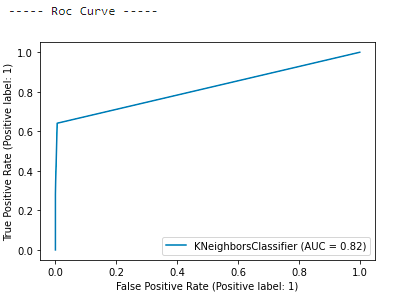 ----- Roc Curve -----
1.0
0.8
0.6
0.4
0.2
0.0
True Positive Rate (Positive label: 1)
KNeighborsClassifier (AUC = 0.82)
0.0 0.2 0.4 0.6 0.8 1.0
False Positive Rate (Positive label: 1)